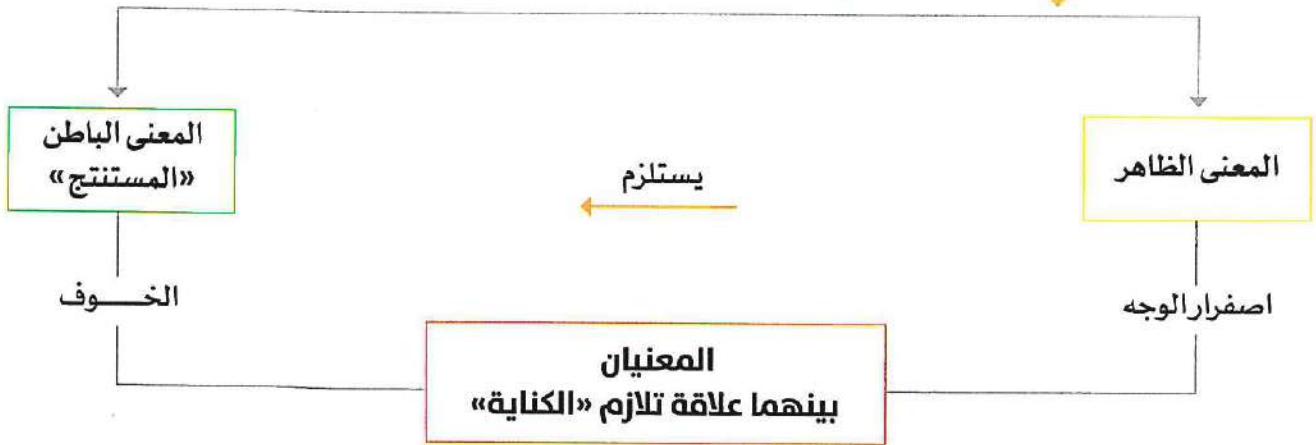 المعنى الظاهر
يستلزم
المعنى الباطن
«المستنتج»
اصفرار الوجه
الخـــوف
المعنيان
بينهما علاقة تلازم «الكناية»